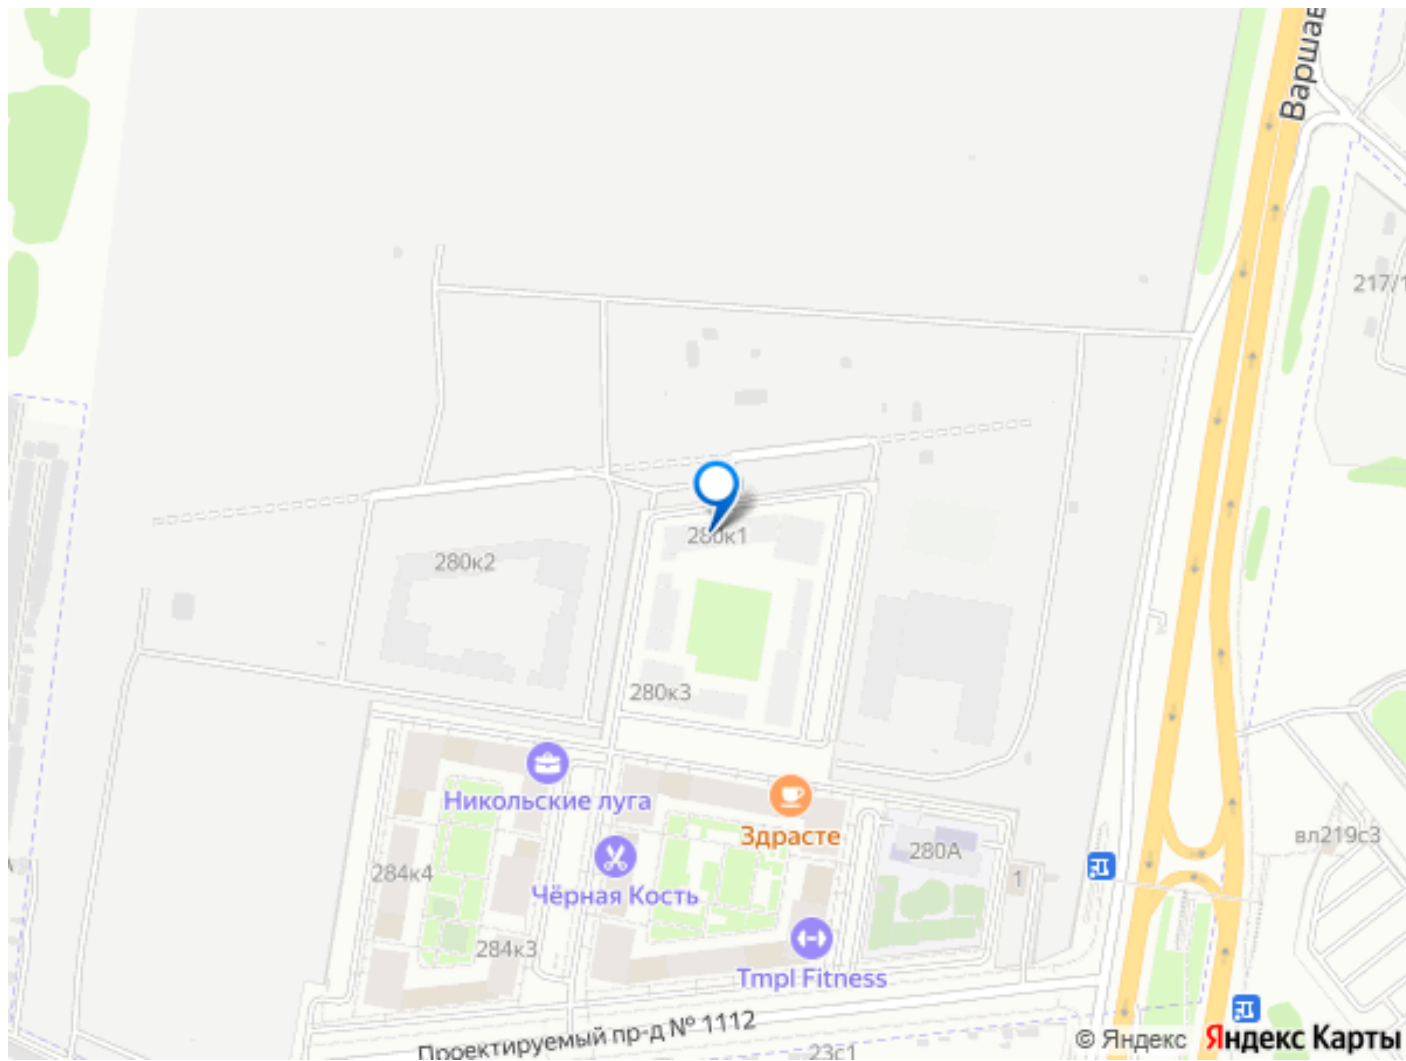 Варшав
217/1
280к1
280к2
280к3
Никольские луга
Здрасте
вл219с3
280А
284к4
1
Чёрная Кость
284к3
Tmpl Fitness
Проектируемый пр-д № 1112
23с1
© Яндекс Яндекс Карты